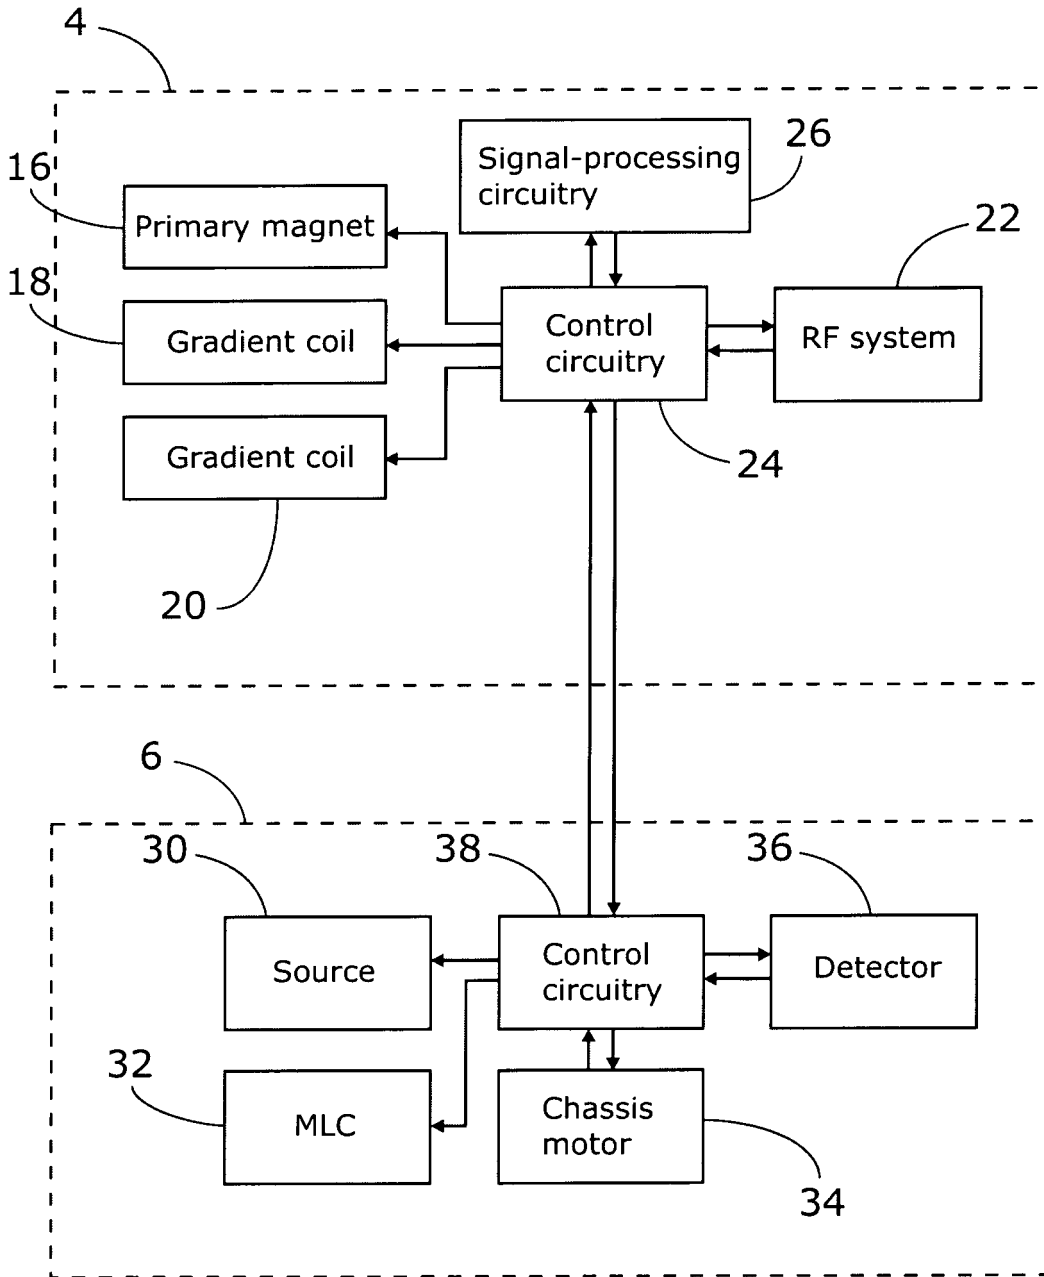 4
Signal-processing
circuitry
26
16
Primary magnet
22
18
Gradient coil
Control
circuitry
RF system
Gradient coil
24
20
6
30
38
36
Source
Control
circuitry
Detector
32
MLC
Chassis
motor
34